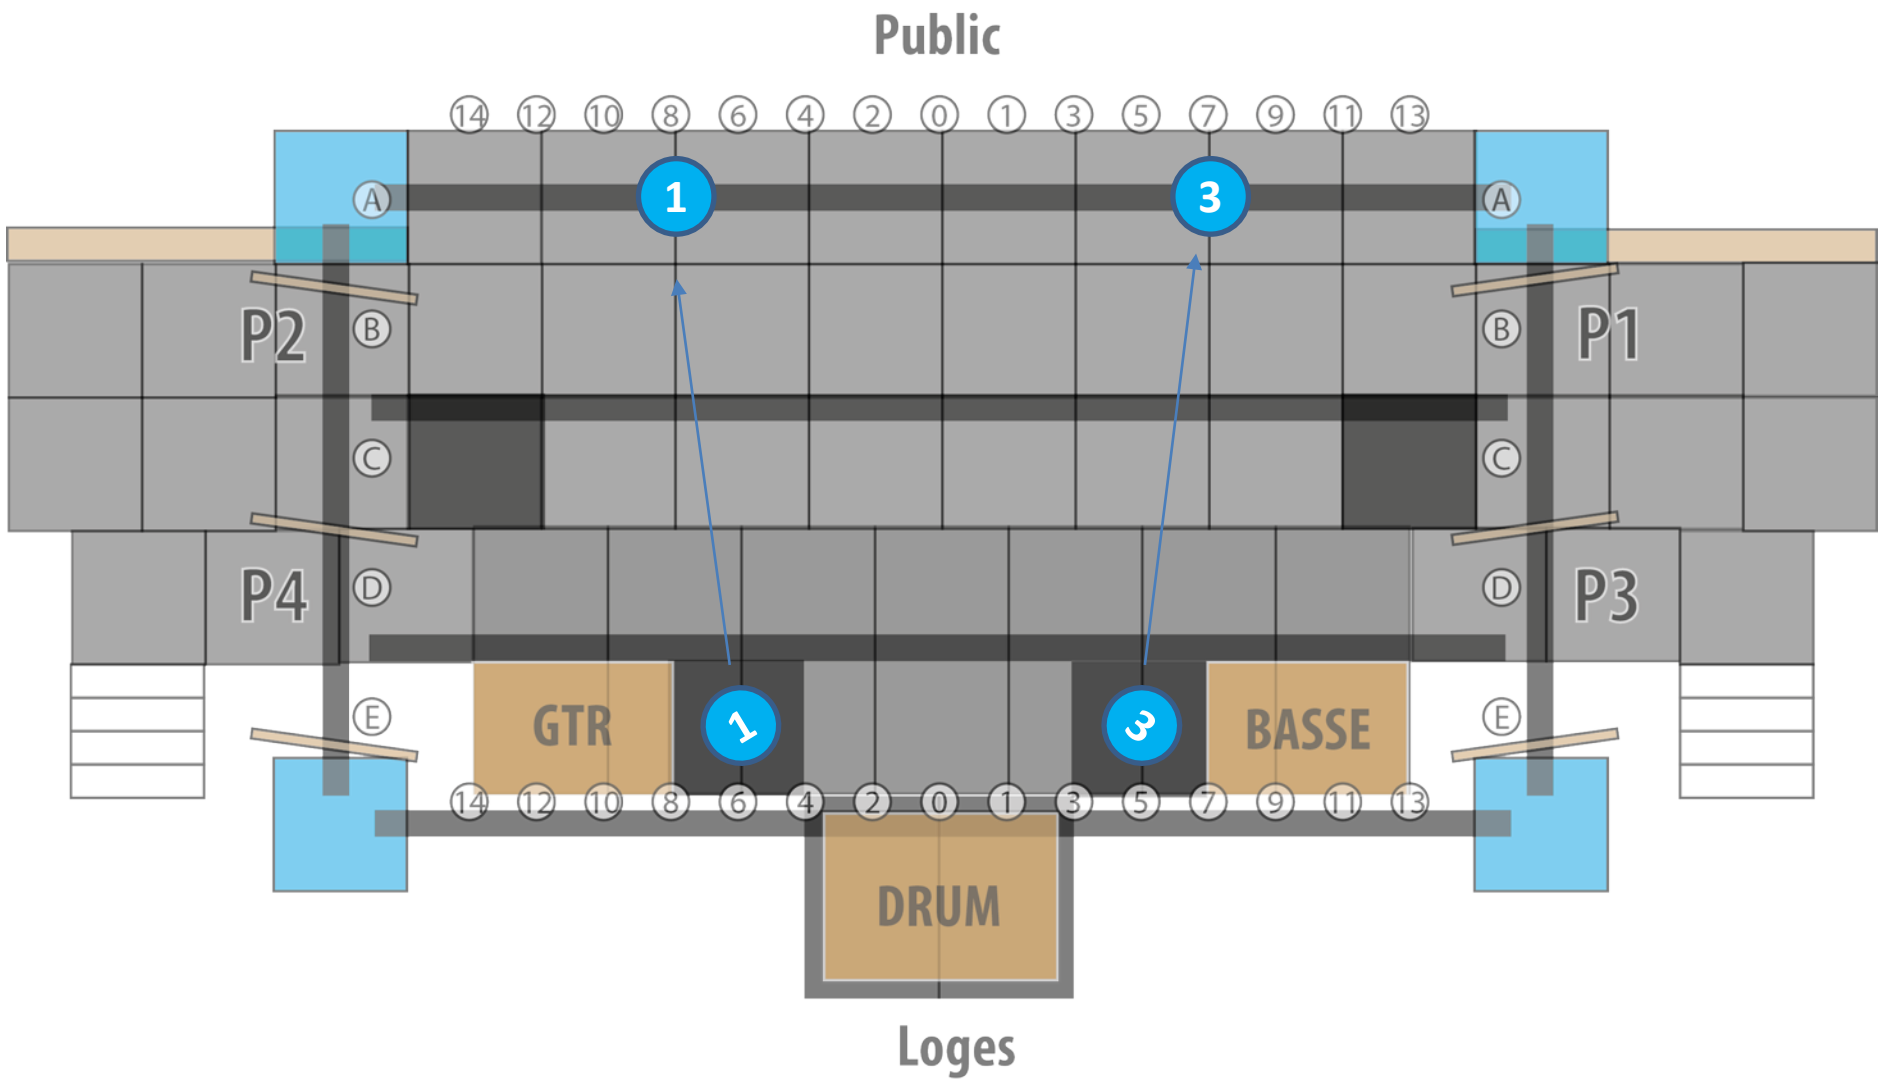 Public
14 12 10 8 6 4 2 0 1 3 5 7 9 11 13
A 1 3 A
P2 B B P1
C C
P4 D D P3
E GTR 1 3 BASSE E
14 12 10 8 6 4 2 0 1 3 5 7 9 11 13
DRUM
Loges